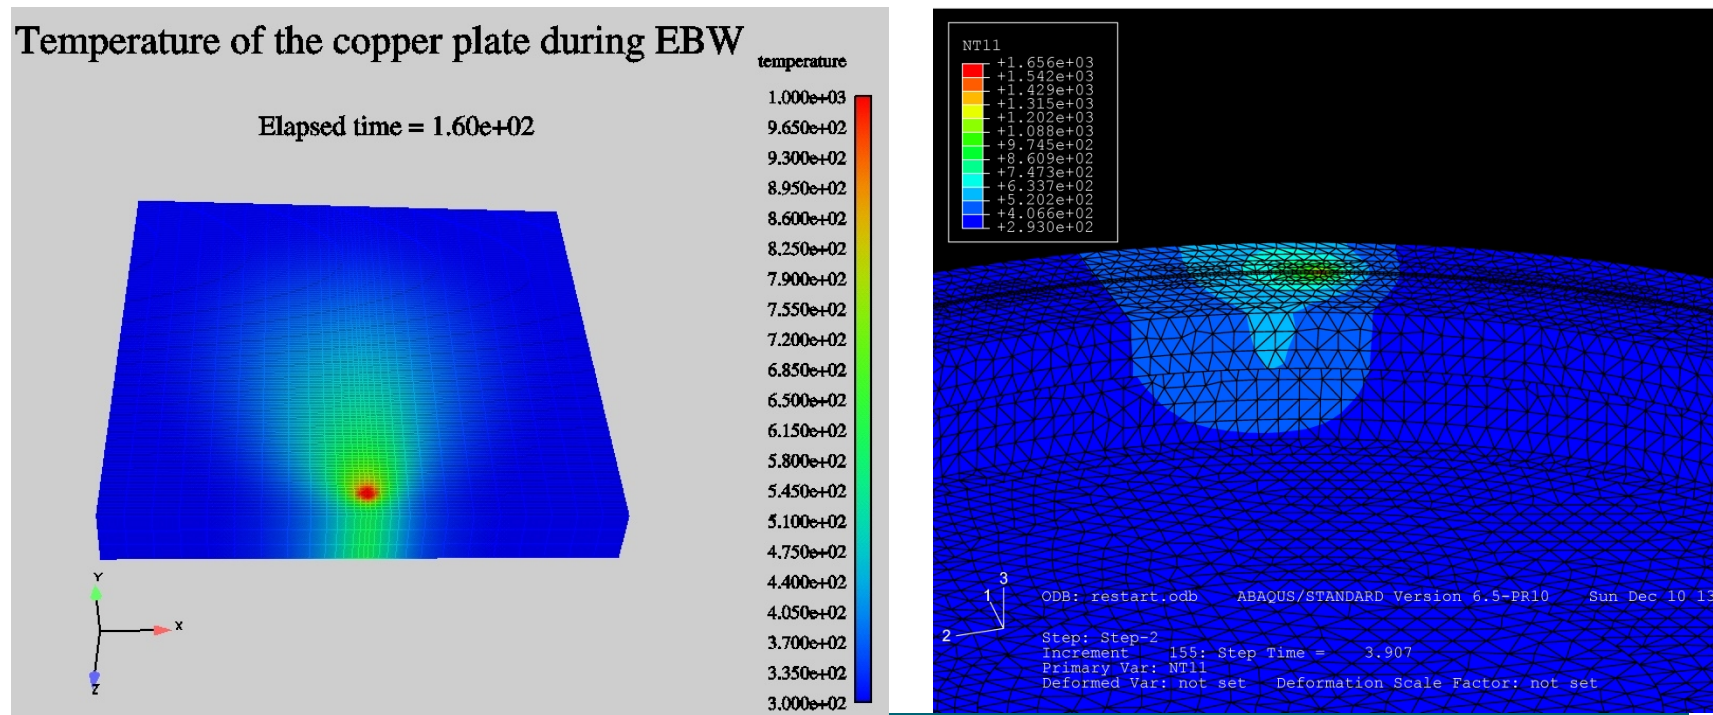 Temperature of the copper plate during EBW
temperature
Elapsed time = 1.60e+02
1.000e+03
9.650e+02
9.300e+02
8.950e+02
8.600e+02
8.250e+02
7.900e+02
7.550e+02
7.200e+02
6.850e+02
6.500e+02
6.150e+02
5.800e+02
5.450e+02
5.100e+02
4.750e+02
4.400e+02
4.050e+02
3.700e+02
3.350e+02
3.000e+02
Y
X
Z
NT11
+1.656e+03
+1.542e+03
+1.429e+03
+1.315e+03
+1.202e+03
+1.088e+03
+9.745e+02
+8.609e+02
+7.473e+02
+6.337e+02
+5.202e+02
+4.066e+02
+2.930e+02
3
1
2
ODB: restart.odb ABAQUS/STANDARD Version 6.5-PR10 Sun Dec 10 13
Step: Step-2
Increment 155: Step Time = 3.907
Primary Var: NT11
Deformed Var: not set Deformation Scale Factor: not set